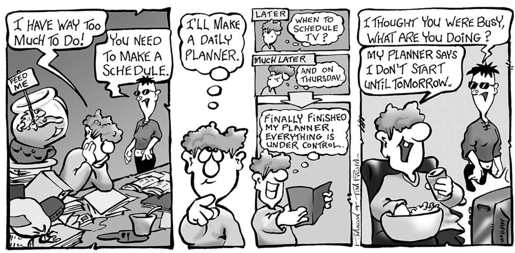 I HAVE WAY TOO
MUCH TO DO!
YOU NEED
TO MAKE A
SCHEDULE.
FEED
ME
I'LL MAKE
A DAILY
PLANNER.
LATER
WHEN TO
SCHEDULE
TV?
MUCH LATER
AND ON
THURSDAY...
FINALLY FINISHED
MY PLANNER,
EVERYTHING IS
UNDER CONTROL.
I THOUGHT YOU WERE BUSY,
WHAT ARE YOU DOING?
MY PLANNER SAYS
I DON'T START
UNTIL TOMORROW.